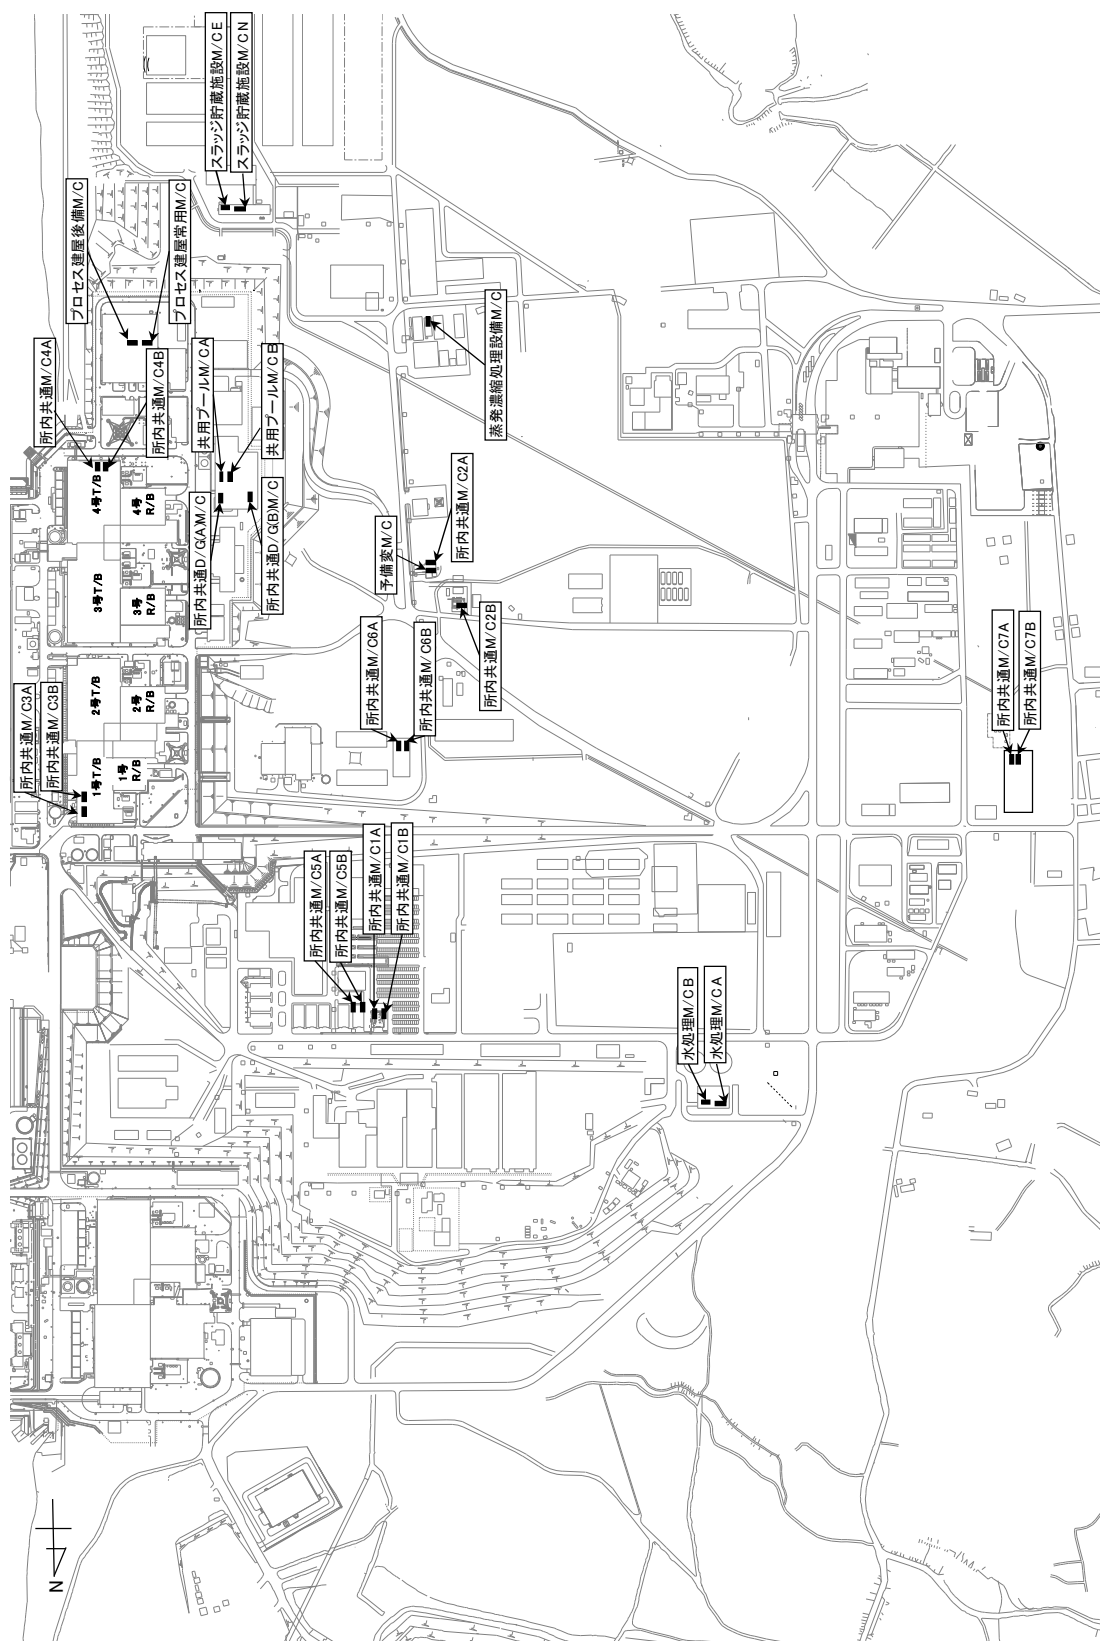 スラッジ貯蔵施設M/C E
スラッジ貯蔵施設M/C N
プロセス建屋後備M/C
プロセス建屋常用M/C
所内共通M/C4A
所内共通M/C4B
共用プールM/C A
共用プールM/C B
蒸発濃縮処理設備M/C
4号T/B
4号
R/B
所内共通D/G(A)M/C
所内共通D/G(B)M/C
予備変M/C
所内共通M/C2A
所内共通M/C2B
3号T/B
3号
R/B
所内共通M/C6A
所内共通M/C6B
所内共通M/C7A
所内共通M/C7B
2号T/B
2号
R/B
所内共通M/C3A
所内共通M/C3B
1号T/B
1号
R/B
所内共通M/C5A
所内共通M/C5B
所内共通M/C1A
所内共通M/C1B
水処理M/C B
水処理M/C A
N